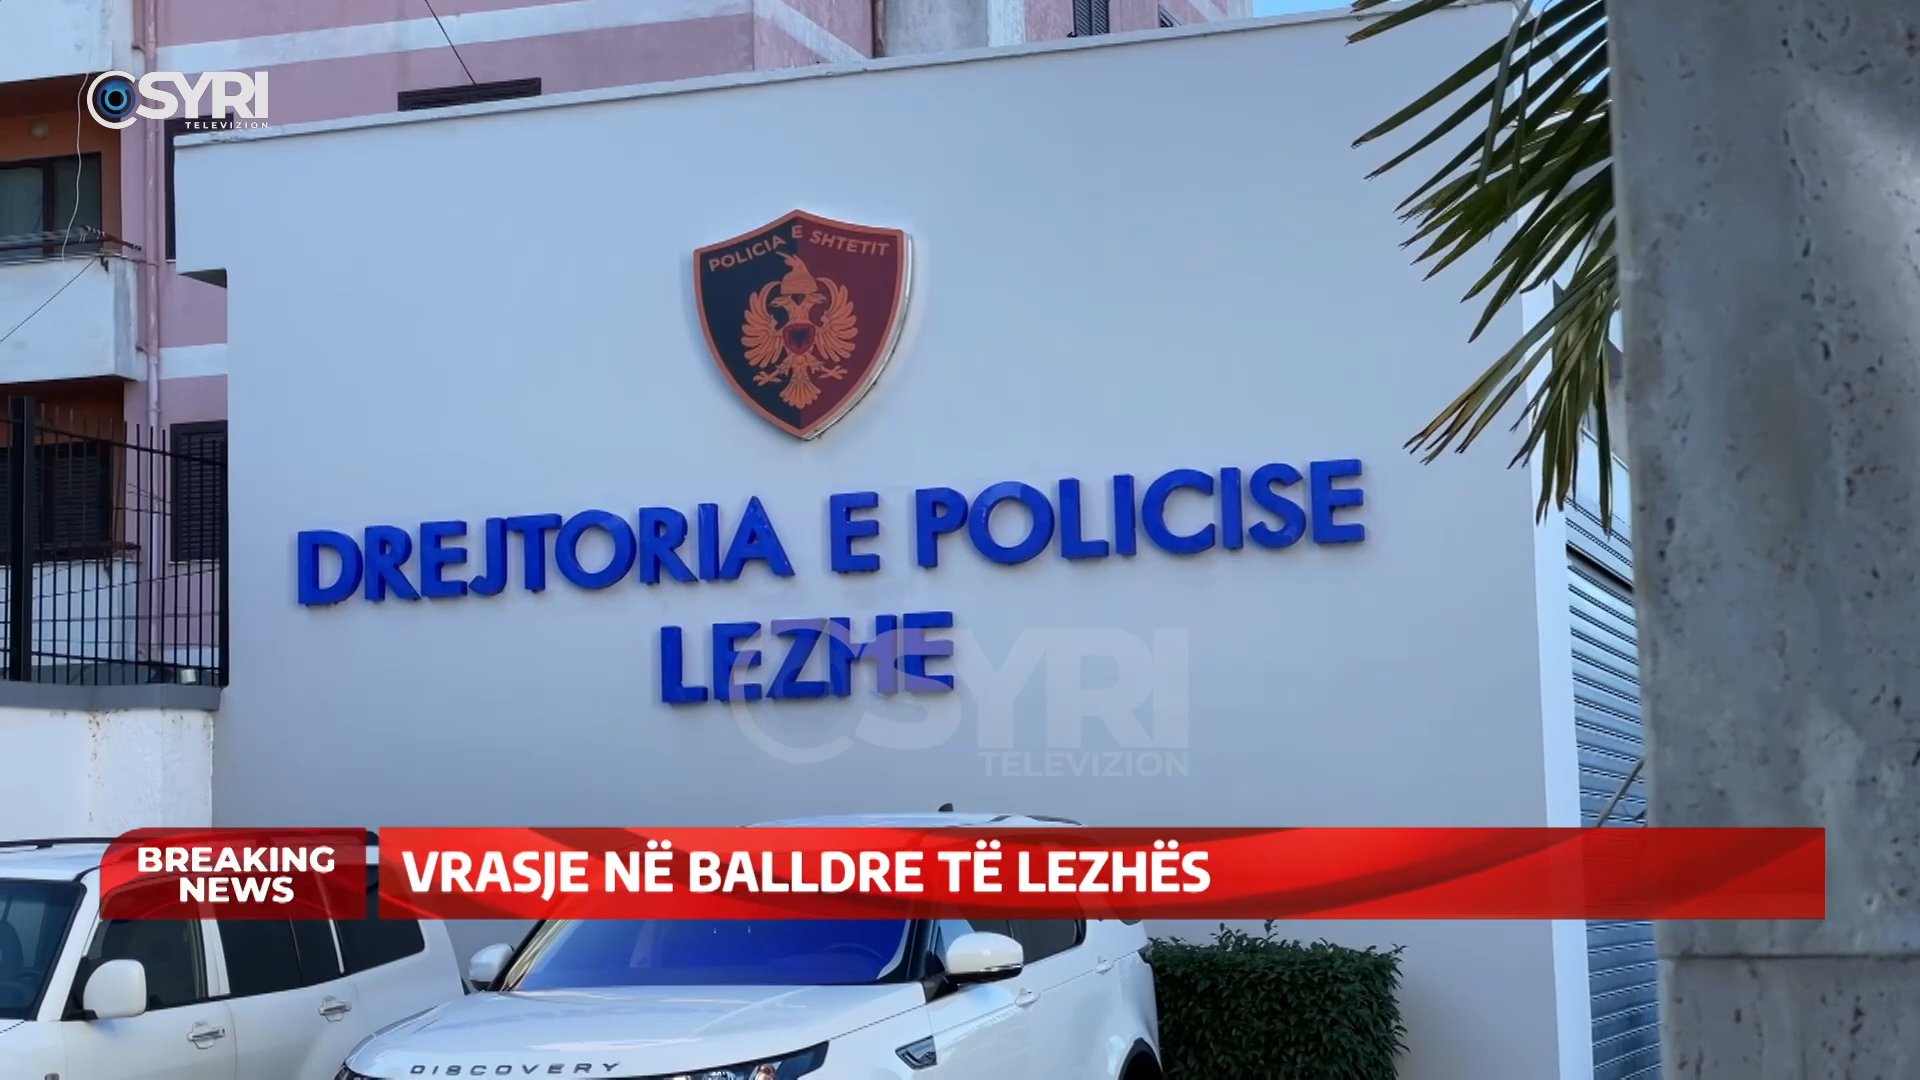 SYRI
TELEVIZION
POLICIA E SHTETIT
DREJTORIA E POLICISE
LEZHE
SYRI
TELEVIZION
BREAKING
NEWS
VRASJE NË BALLDRE TË LEZHËS
DISCOVERY